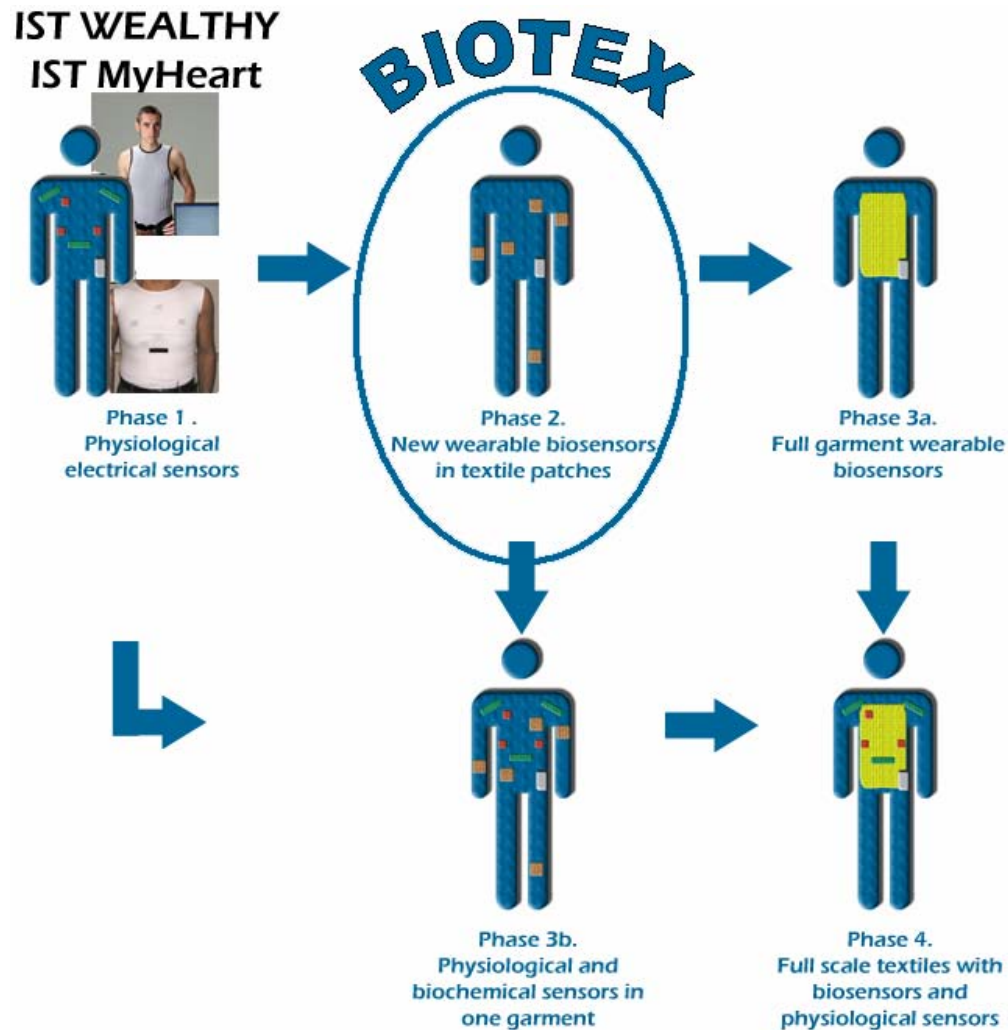 IST WEALTHY
IST MyHeart
BIOTEX
Phase 1 .
Physiological
electrical sensors
Phase 2.
New wearable biosensors
in textile patches
Phase 3a.
Full garment wearable
biosensors
Phase 3b.
Physiological and
biochemical sensors in
one garment
Phase 4.
Full scale textiles with
biosensors and
physiological sensors